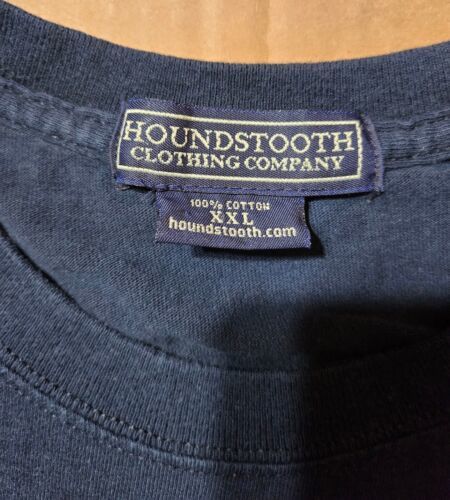 HOUNDSTOOTH
CLOTHING COMPANY
100% COTTON
XXL
houndstooth.com